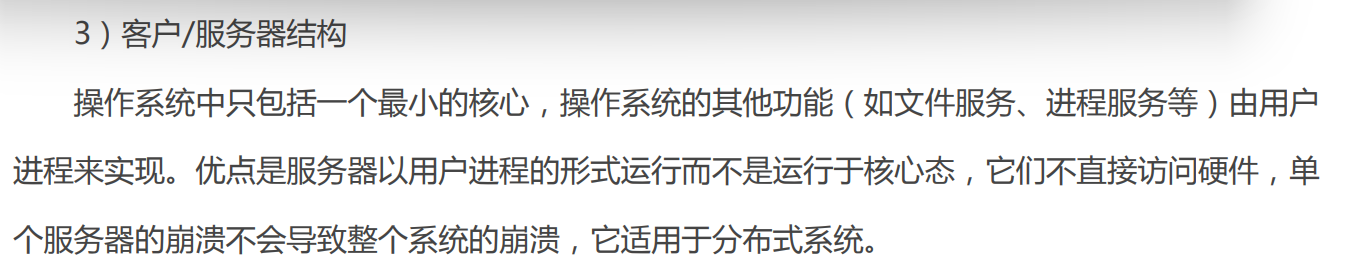 3）客户/服务器结构
操作系统中只包括一个最小的核心，操作系统的其他功能（如文件服务、进程服务等）由用户
进程来实现。优点是服务器以用户进程的形式运行而不是运行于核心态，它们不直接访问硬件，单
个服务器的崩溃不会导致整个系统的崩溃，它适用于分布式系统。